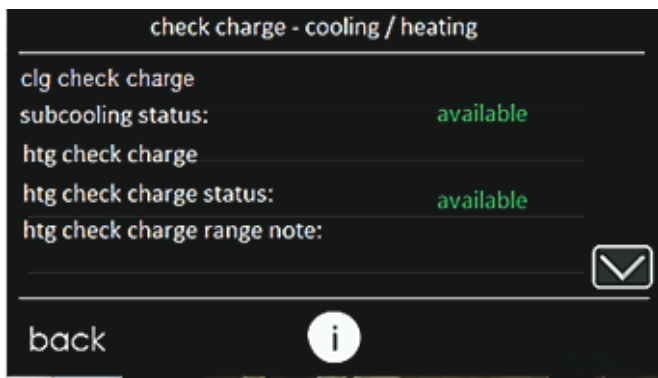 check charge - cooling / heating
clg check charge
subcooling status: available
htg check charge
htg check charge status: available
htg check charge range note:
back
i